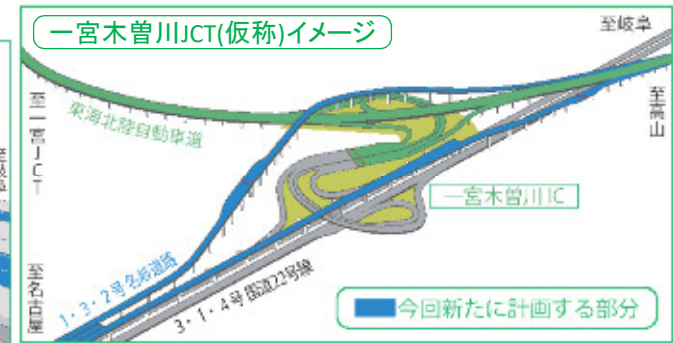 一宮木曽川JCT(仮称)イメージ
至岐阜
至一宮JCT
東海北陸自動車道
至高山
一宮木曽川IC
至名古屋
1・3・2号 名岐道路
3・1・4号 国道22号線
今回新たに計画する部分